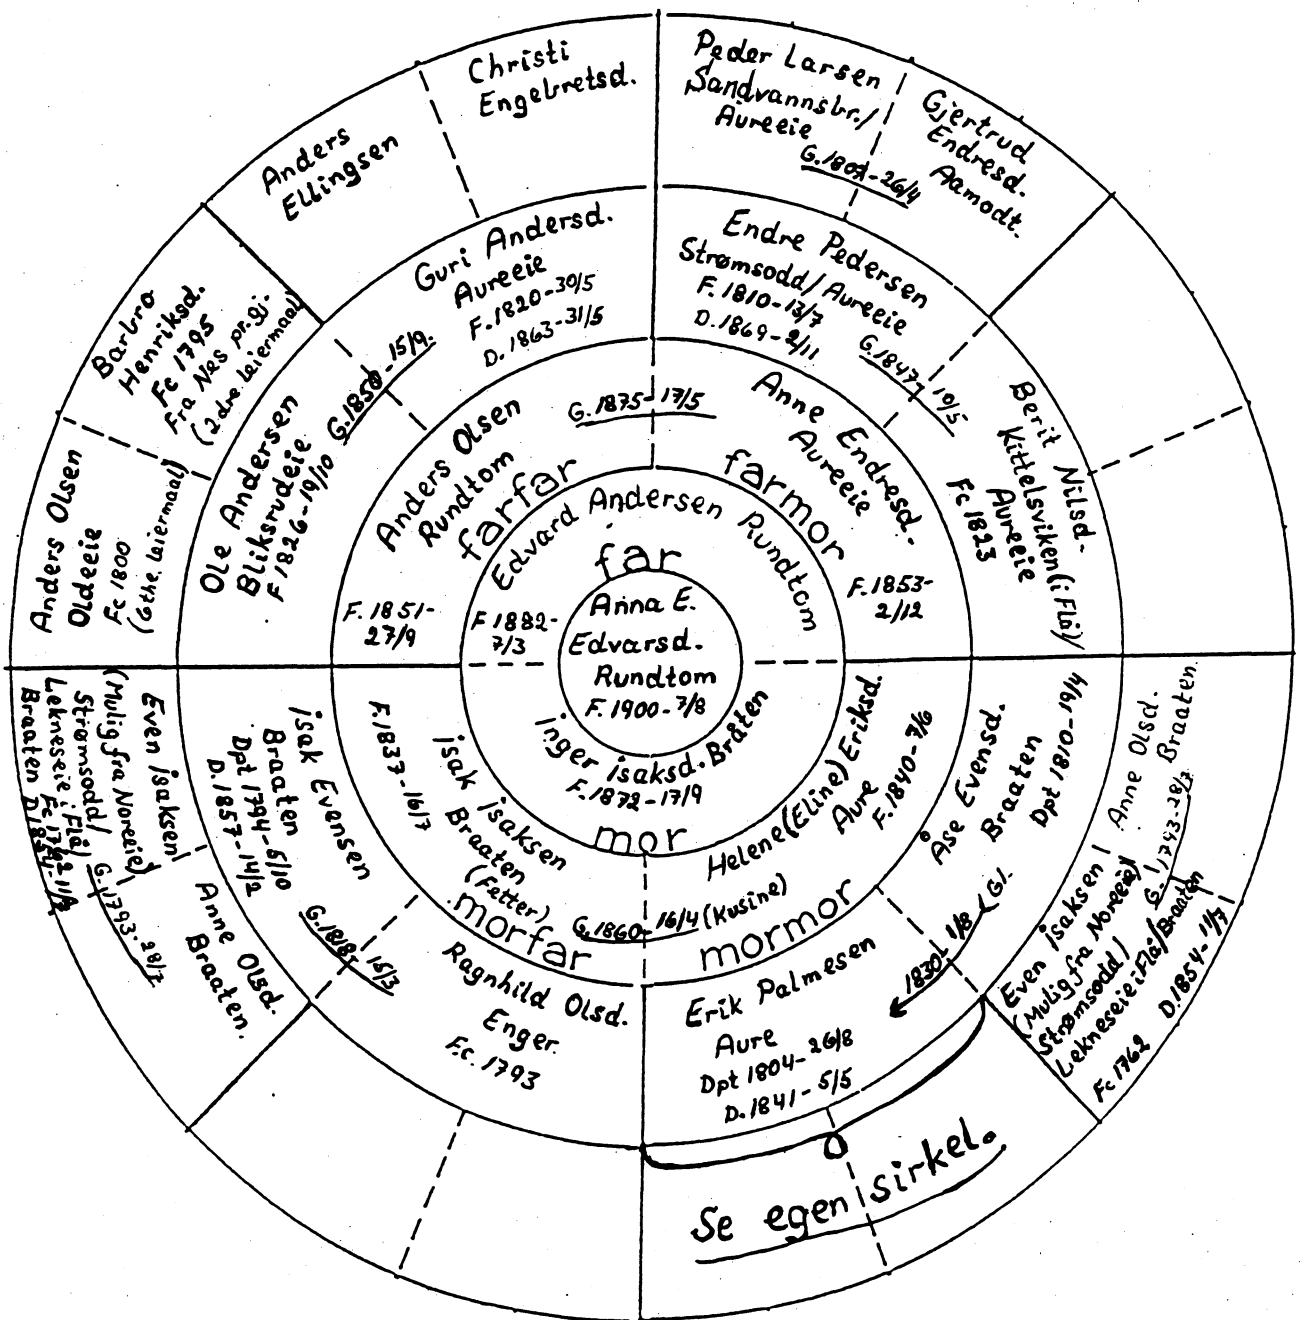 Anna E.
Edvarsd.
Rundtom
F. 1900-7/8
far
Edvard Andersen Rundtom
F 1882-
7/3
mor
inger isaksd. Bråten
F. 1872-17/9
farfar
Anders Olsen
Rundtom
F. 1851-
27/9
G. 1875-17/5
farmor
Anne Endresd.
Aureeie
F. 1853-
2/12
mormor
Helene (Eline) Eriksd.
Aure
F. 1840-7/6
G. 1860-16/4 (Kusine)
morfar
isak isaksen
Braaten
(Fetter)
F. 1837-16/7
Ole Andersen
Bliksrudeie
F 1826-19/10
G. 1850-15/9.
Guri Andersd.
Aureeie
F. 1820-30/5
D. 1863-31/5
Endre Pedersen
Strømsodd/Aureeie
F. 1810-13/7
D. 1869-2/11
G. 1847-10/5
Berit Nilsd.
Kittelsviken (i Flå)/
Aureeie
Fc 1823
Åse Evensd.
Braaten
Dpt 1810-19/4
G1.
1830-1/8
Erik Palmesen
Aure
Dpt 1804-26/8
D. 1841-5/5
Ragnhild Olsd.
Enger.
F.c. 1793
isak Evensen
Braaten
Dpt 1794-5/10
D. 1857-14/2
G. 1818-15/3
Anders Olsen
Oldeeie
Fc 1800
(6the leiermaal)
Barbro
Henriksd.
Fc 1795
fra Nes pr.gj.
(2dre leiermaal)
Anders
Ellingsen
Christi
Engebretsd.
Peder Larsen
Sandvannsbr./
Aureeie
G. 1807-26/4
Gjertrud
Endresd.
Aamodt.
Anne Olsd.
Braaten
G. 1793-28/7
Even isaksen
(Mulig fra Noreeie)
Strømsodd/
Lekneseie i Flå/Braaten
Fc 1762 D. 1854-11/7
Se egen sirkel.
Anne Olsd.
Braaten.
G. 1793-28/7
Even isaksen
(Mulig fra Noreeie)
Strømsodd/
Lekneseie i Flå/ Fc 1762
Braaten